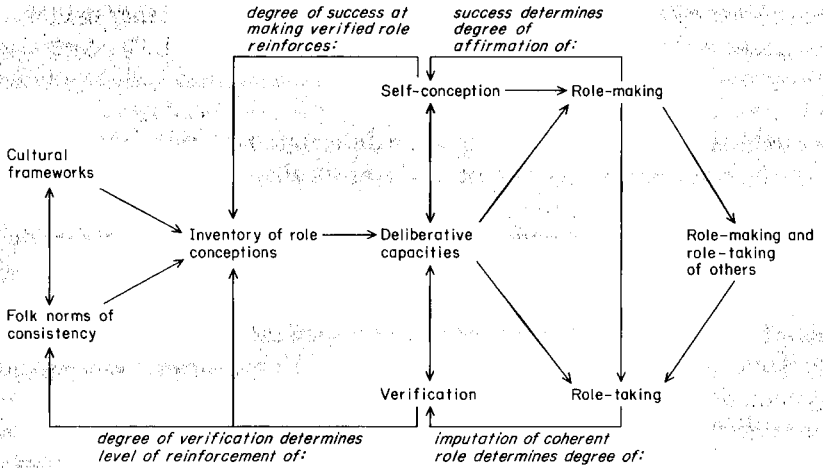 degree of success at
making verified role
reinforces:
success determines
degree of
affirmation of:
Self-conception
Role-making
Cultural
frameworks
Inventory of role
conceptions
Deliberative
capacities
Role-making and
role-taking
of others
Folk norms of
consistency
Verification
Role-taking
degree of verification determines
level of reinforcement of:
imputation of coherent
role determines degree of: